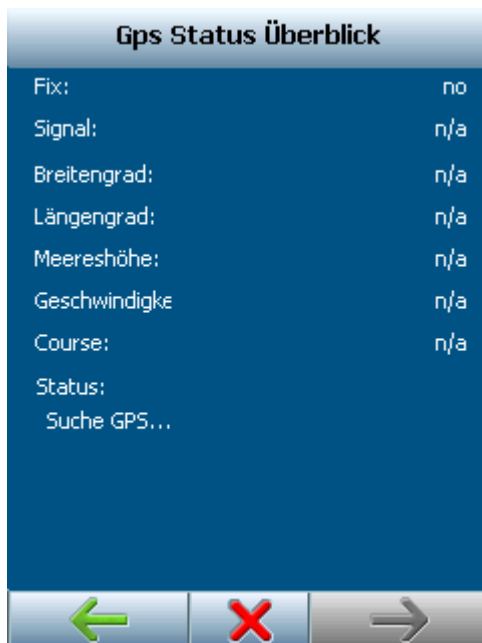 Gps Status Überblick
Fix: no
Signal: n/a
Breitengrad: n/a
Längengrad: n/a
Meereshöhe: n/a
Geschwindigke n/a
Course: n/a
Status:
Suche GPS...